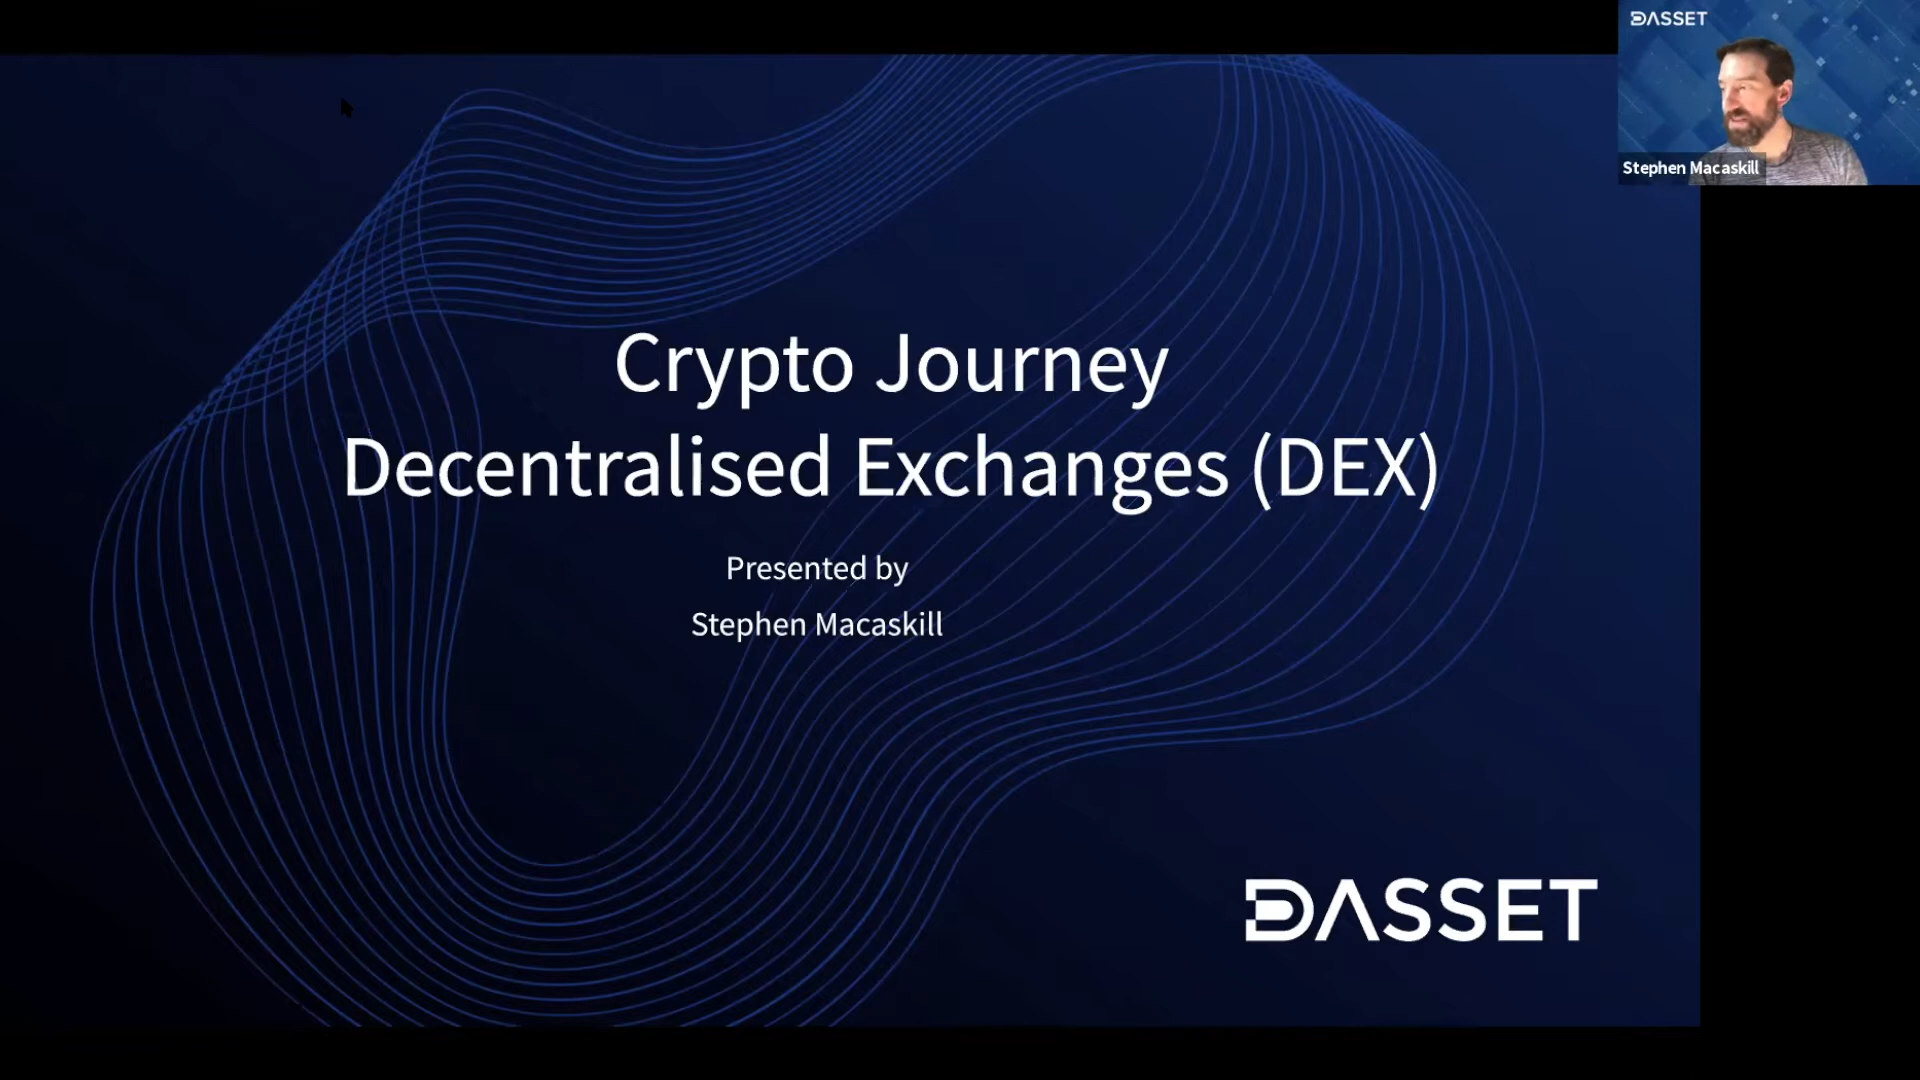 DASSET
Stephen Macaskill
Crypto Journey
Decentralised Exchanges (DEX)
Presented by
Stephen Macaskill
DASSET